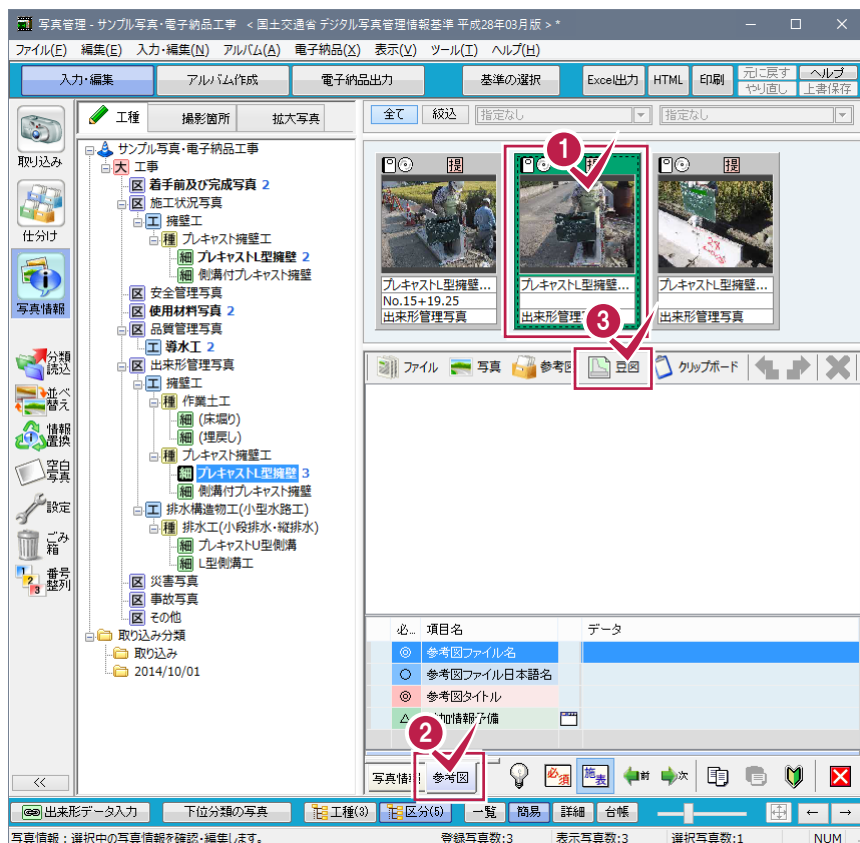 写真管理 - サンプル写真・電子納品工事 < 国土交通省 デジタル写真管理情報基準 平成28年03月版 > *
ファイル(F) 編集(E) 入力・編集(N) アルバム(A) 電子納品(X) 表示(V) ツール(T) ヘルプ(H)
入力・編集 アルバム作成 電子納品出力 基準の選択 Excel出力 HTML 印刷 元に戻す やり直し ヘルプ 上書保存
取り込み
仕分け
写真情報
分類読込
並べ替え
情報置換
空白写真
設定
ごみ箱
番号整列
<<
工種 撮影箇所 拡大写真
サンプル写真・電子納品工事
大 工事
区 着手前及び完成写真 2
区 施工状況写真
工 擁壁工
種 プレキャスト擁壁工
細 プレキャストL型擁壁 2
細 側溝付プレキャスト擁壁
区 安全管理写真
区 使用材料写真 2
区 品質管理写真
工 導水工 2
区 出来形管理写真
工 擁壁工
種 作業土工
細 (床堀り)
細 (埋戻し)
種 プレキャスト擁壁工
細 プレキャストL型擁壁 3
細 側溝付プレキャスト擁壁
工 排水構造物工(小型水路工)
種 排水工(小段排水・縦排水)
細 プレキャストU型側溝
細 L型側溝工
区 災害写真
区 事故写真
区 その他
取り込み分類
取り込み
2014/10/01
全て 絞込 指定なし 指定なし
提
プレキャストL型擁壁...
No.15+19.25
出来形管理写真
1
プレキャストL型擁壁...
出来形管理
提
プレキャストL型擁壁...
出来形管理写真
3
ファイル 写真 参考図 豆図 クリップボード
必... 項目名 データ
◎ 参考図ファイル名
○ 参考図ファイル日本語名
◎ 参考図タイトル
△
2
写真情報 参考図 必須 施表 前 次
出来形データ入力 下位分類の写真 工種(3) 区分(5) 一覧 簡易 詳細 台帳 ← →
写真情報:選択中の写真情報を確認・編集します。 登録写真数:3 表示写真数:3 選択写真数:1 NUM